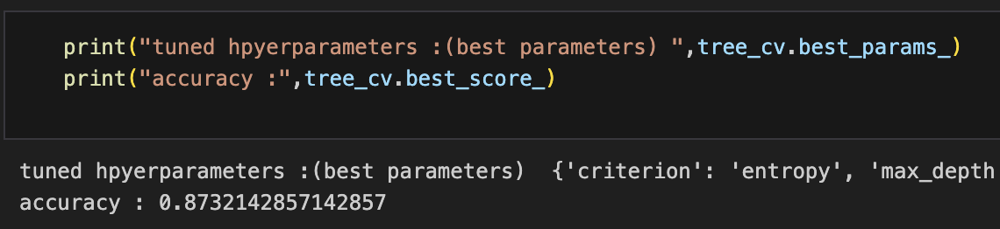 print("tuned hpyerparameters :(best parameters) ",tree_cv.best_params_)
print("accuracy :",tree_cv.best_score_)
tuned hpyerparameters :(best parameters)  {'criterion': 'entropy', 'max_depth
accuracy : 0.8732142857142857